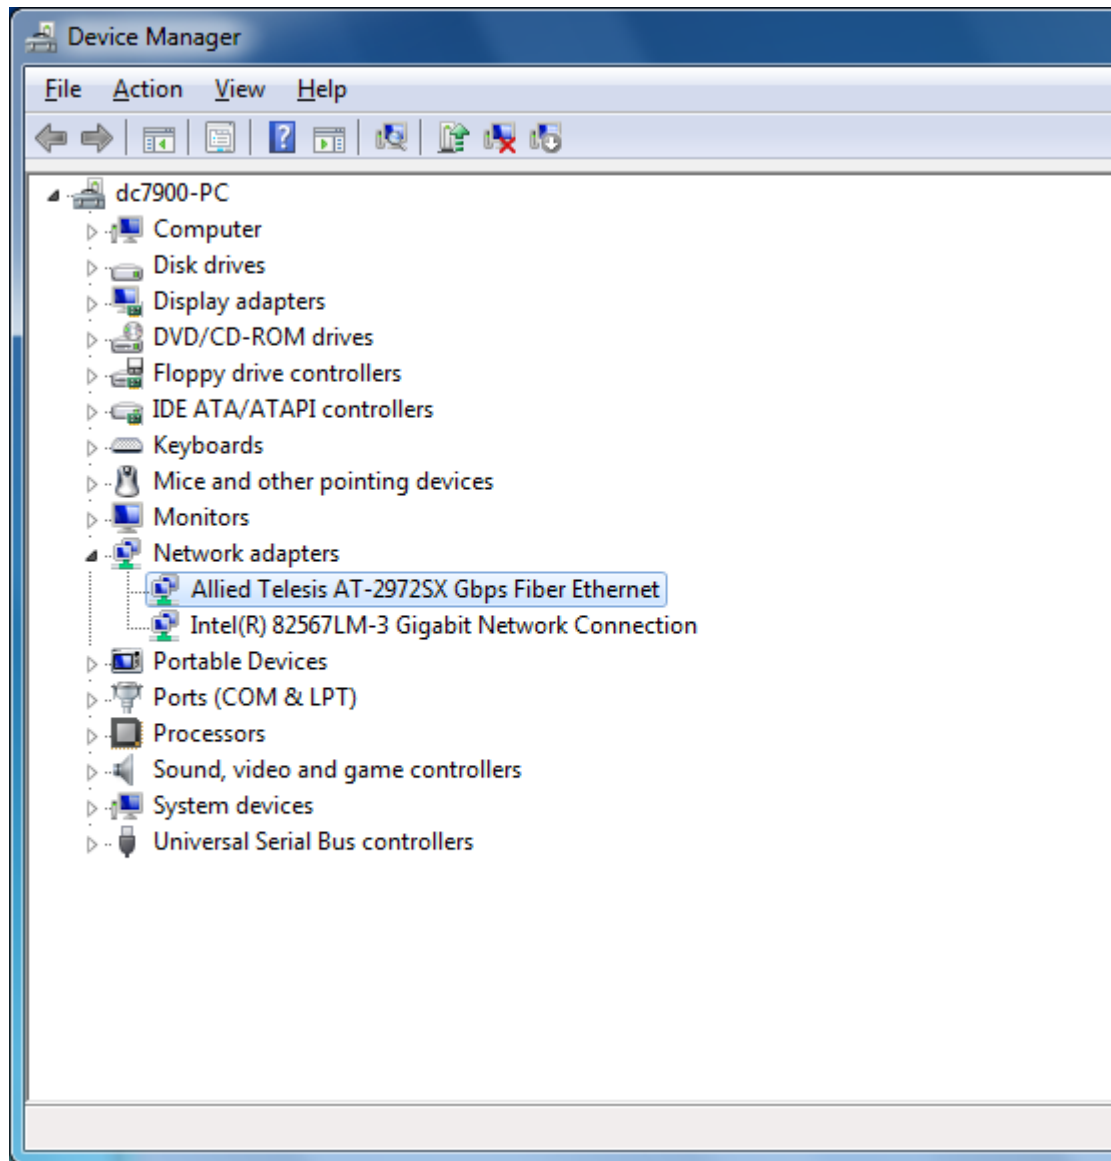 Device Manager
File Action View Help
dc7900-PC
Computer
Disk drives
Display adapters
DVD/CD-ROM drives
Floppy drive controllers
IDE ATA/ATAPI controllers
Keyboards
Mice and other pointing devices
Monitors
Network adapters
Allied Telesis AT-2972SX Gbps Fiber Ethernet
Intel(R) 82567LM-3 Gigabit Network Connection
Portable Devices
Ports (COM & LPT)
Processors
Sound, video and game controllers
System devices
Universal Serial Bus controllers